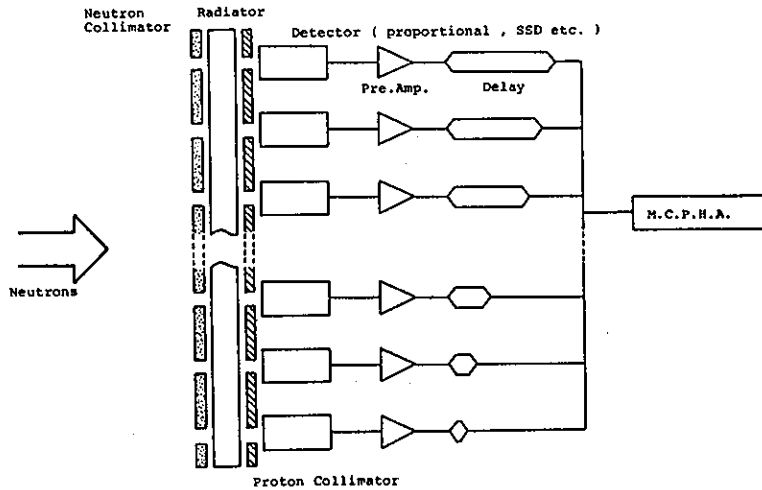 Neutron
Collimator
Radiator
Detector ( proportional , SSD etc. )
Pre.Amp.
Delay
M.C.P.H.A.
Neutrons
Proton Collimator